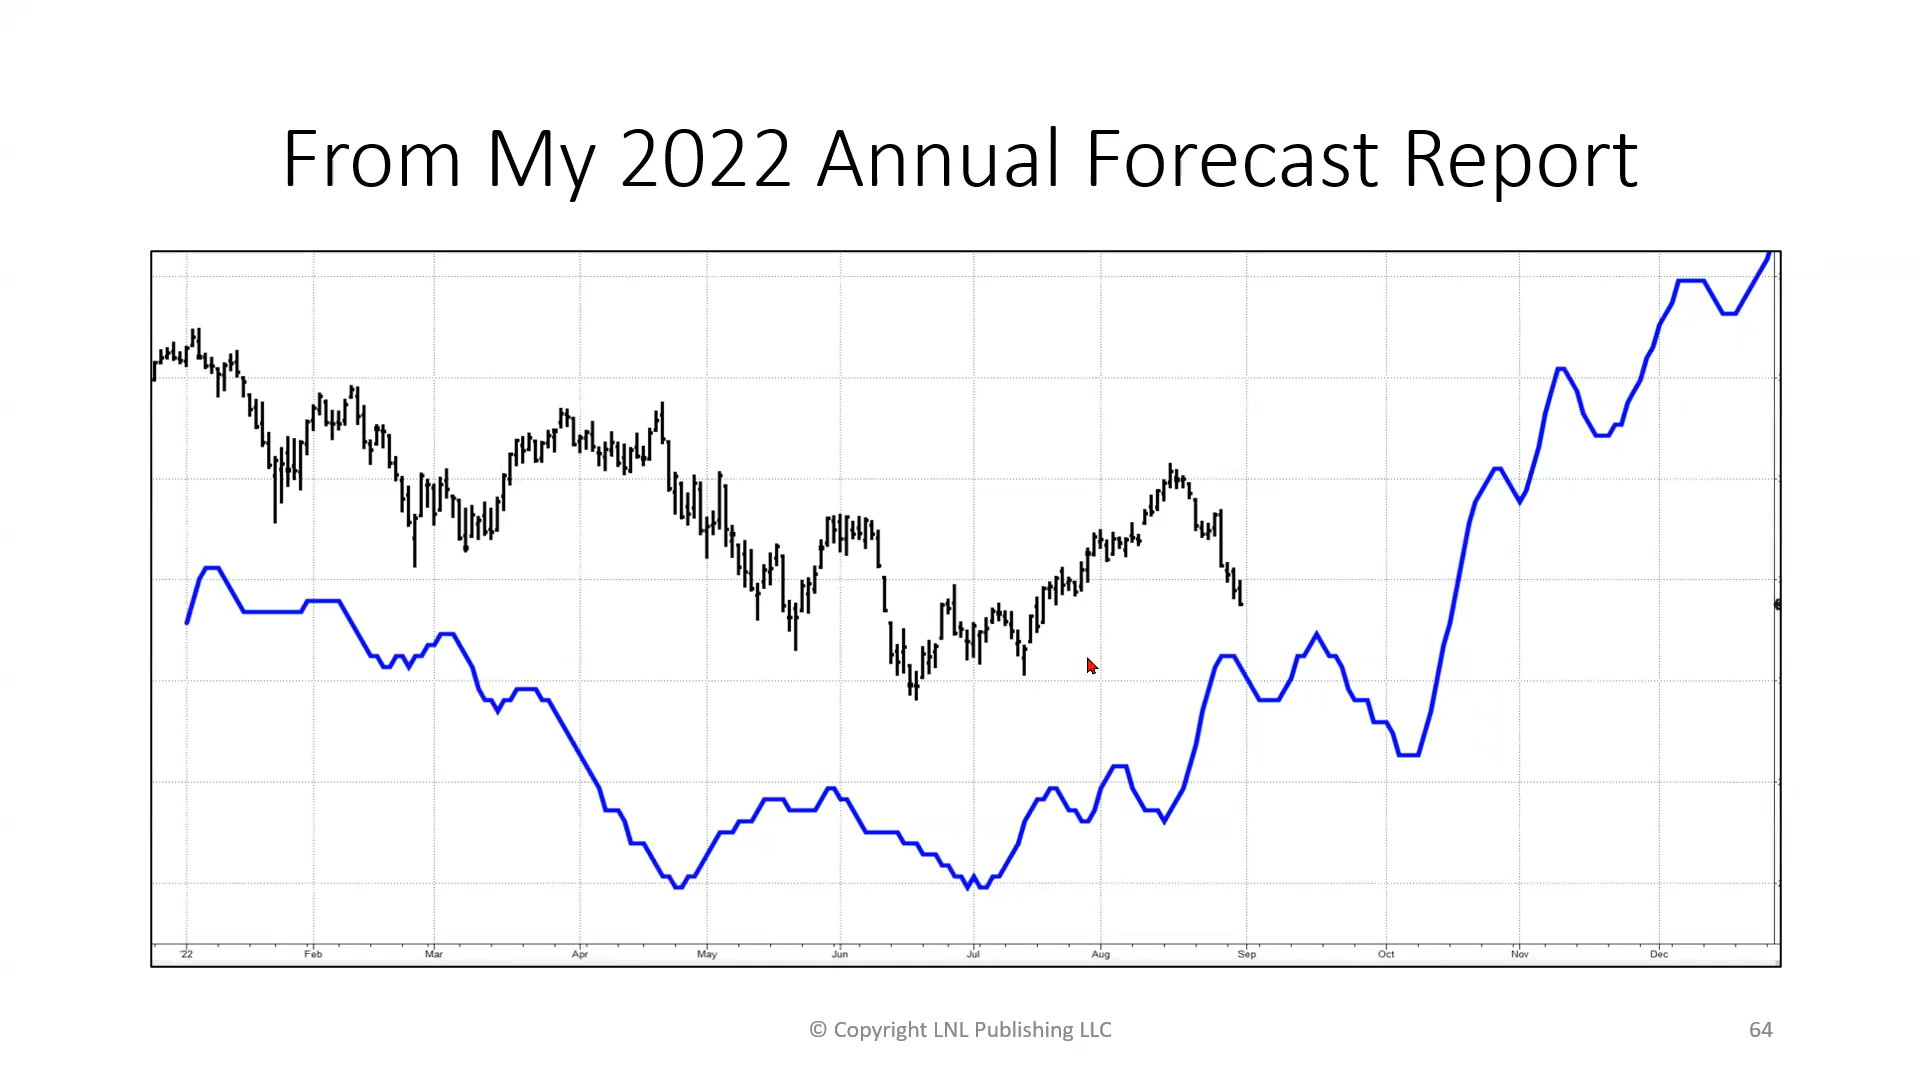 From My 2022 Annual Forecast Report
'22 Feb Mar Apr May Jun Jul Aug Sep Oct Nov Dec
© Copyright LNL Publishing LLC 64